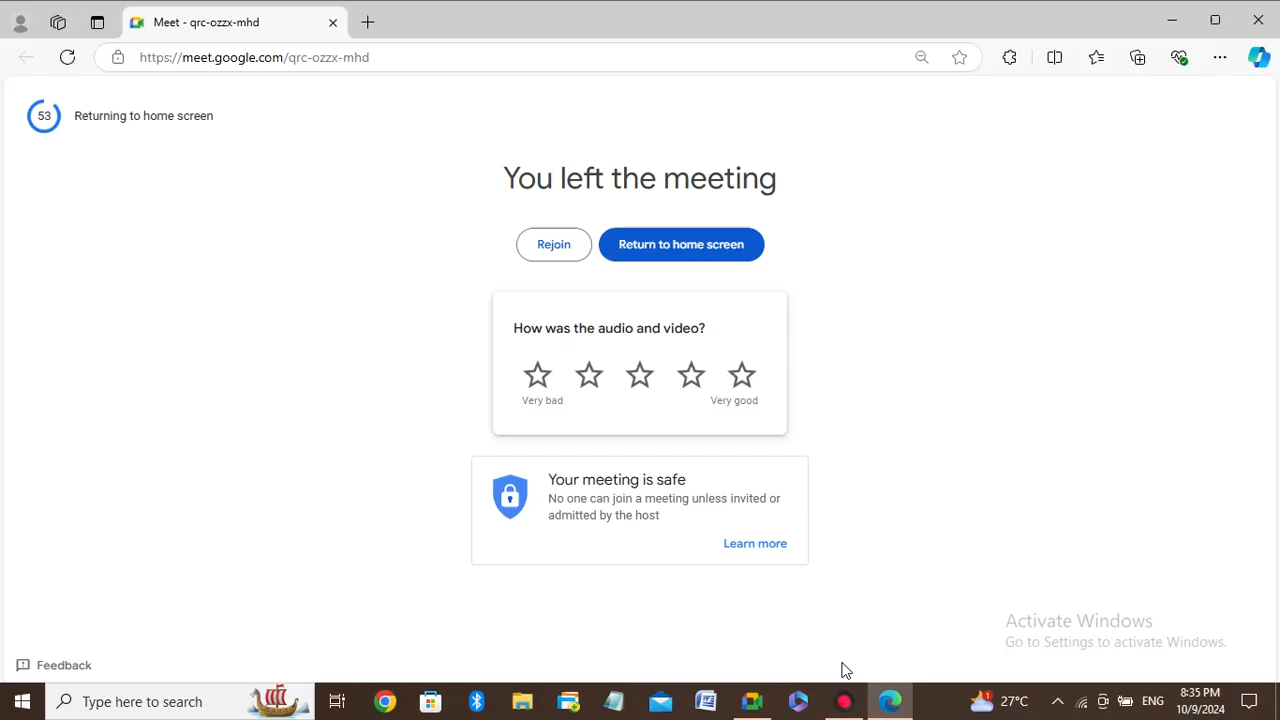 Meet - qrc-ozzx-mhd
https://meet.google.com/qrc-ozzx-mhd
53 Returning to home screen
You left the meeting
Rejoin Return to home screen
How was the audio and video?
Very bad Very good
Your meeting is safe
No one can join a meeting unless invited or
admitted by the host
Learn more
Activate Windows
Go to Settings to activate Windows.
Feedback
Type here to search 1 27°C ENG 8:35 PM
10/9/2024